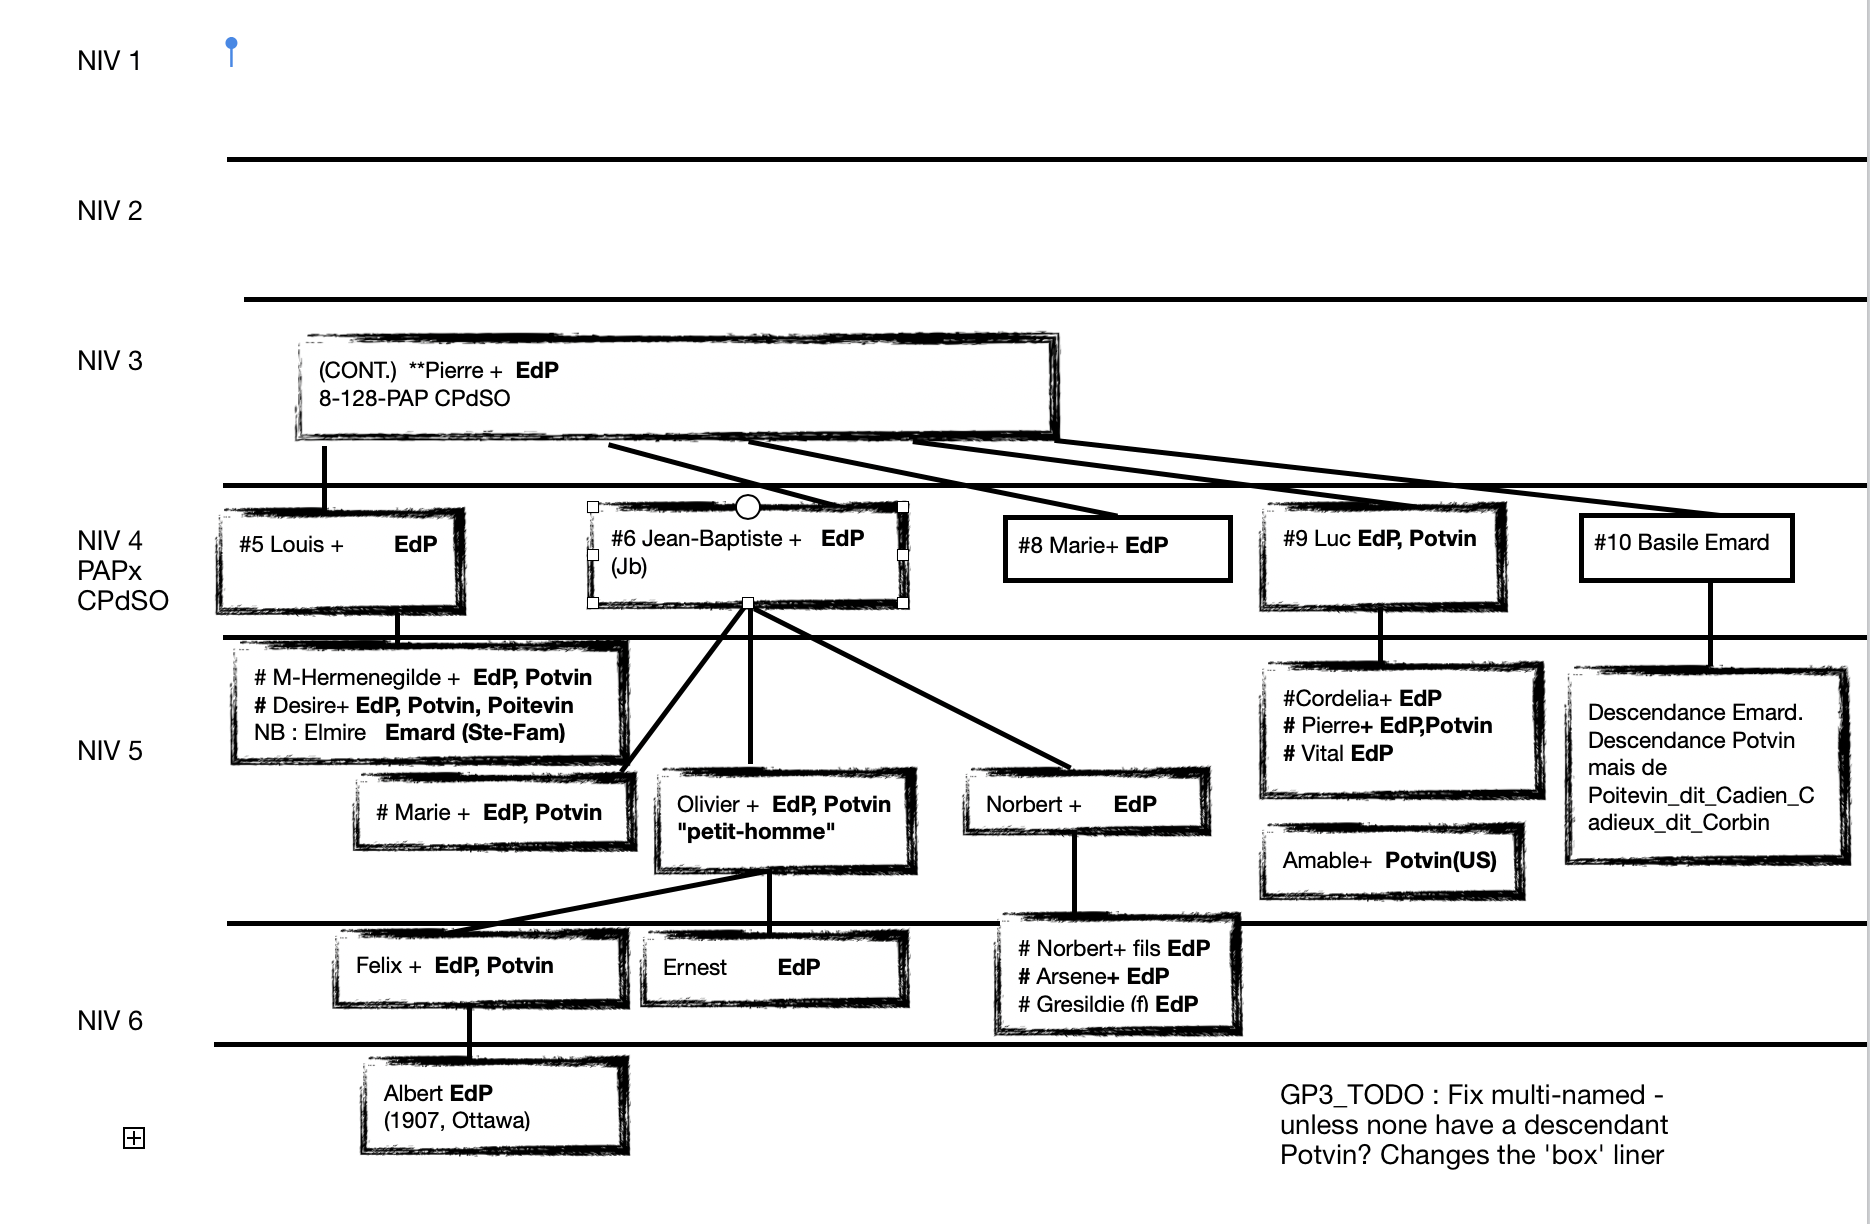 NIV 1
NIV 2
NIV 3
(CONT.) **Pierre + EdP
8-128-PAP CPdSO
NIV 4
PAPx
CPdSO
#5 Louis + EdP
#6 Jean-Baptiste + EdP
(Jb)
#8 Marie+ EdP
#9 Luc EdP, Potvin
#10 Basile Emard
NIV 5
# M-Hermenegilde + EdP, Potvin
# Desire+ EdP, Potvin, Poitevin
NB : Elmire Emard (Ste-Fam)
# Marie + EdP, Potvin
Olivier + EdP, Potvin
"petit-homme"
Norbert + EdP
#Cordelia+ EdP
# Pierre+ EdP,Potvin
# Vital EdP
Amable+ Potvin(US)
Descendance Emard.
Descendance Potvin
mais de
Poitevin_dit_Cadien_C
adieux_dit_Corbin
NIV 6
Felix + EdP, Potvin
Ernest EdP
# Norbert+ fils EdP
# Arsene+ EdP
# Gresildie (f) EdP
Albert EdP
(1907, Ottawa)
GP3_TODO : Fix multi-named -
unless none have a descendant
Potvin? Changes the 'box' liner